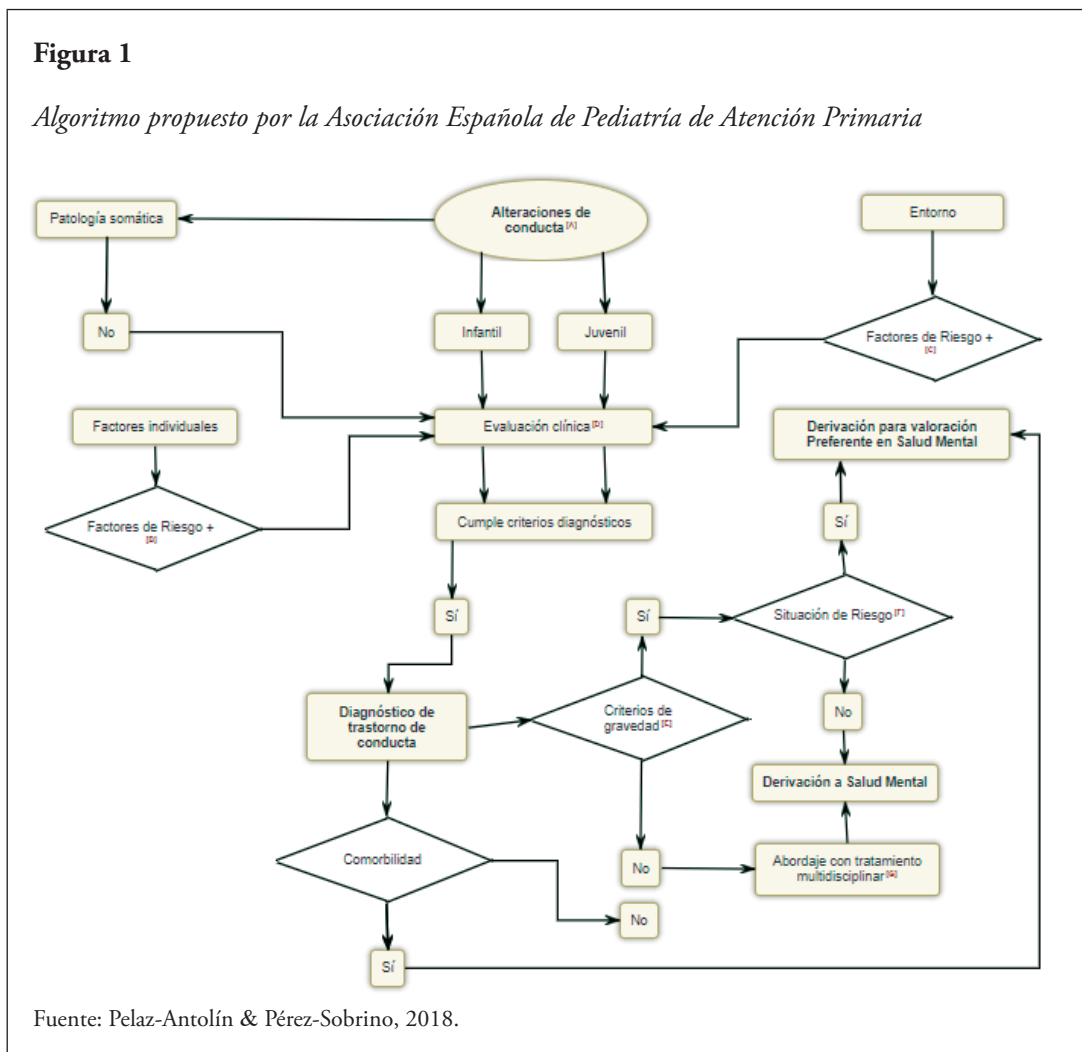 Figura 1
Algoritmo propuesto por la Asociación Española de Pediatría de Atención Primaria
Patología somática
Alteraciones de
conducta [A]
Entorno
No
Infantil
Juvenil
Factores de Riesgo +
[C]
Factores individuales
Evaluación clínica [D]
Derivación para valoración
Preferente en Salud Mental
Factores de Riesgo +
[B]
Cumple criterios diagnósticos
Sí
Sí
Sí
Situación de Riesgo [F]
Diagnóstico de
trastorno de
conducta
Criterios de
gravedad [E]
No
Derivación a Salud Mental
Comorbilidad
No
Abordaje con tratamiento
multidisciplinar [G]
No
Sí
Fuente: Pelaz-Antolín & Pérez-Sobrino, 2018.